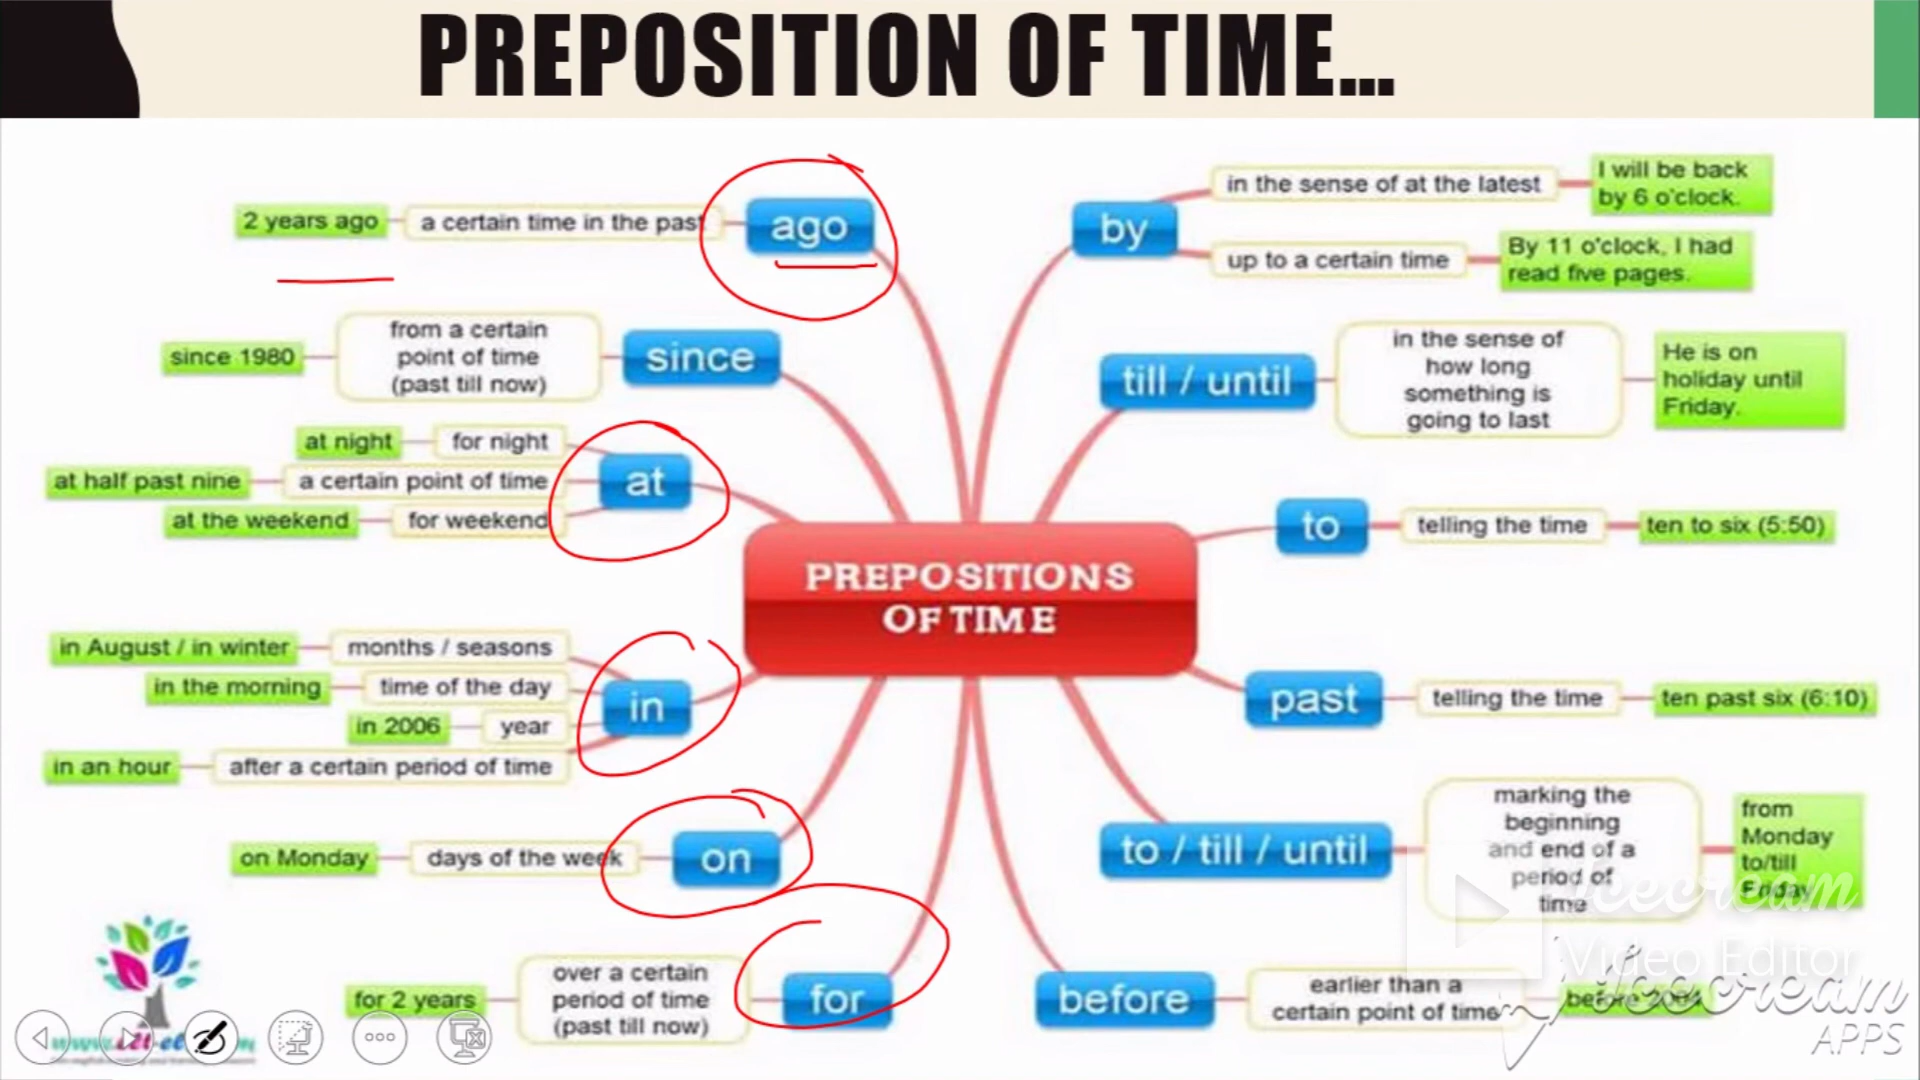 PREPOSITION OF TIME...
2 years ago
a certain time in the past
ago
since 1980
from a certain
point of time
(past till now)
since
at night
for night
at half past nine
a certain point of time
at the weekend
for weekend
at
in August / in winter
months / seasons
in the morning
time of the day
in 2006
year
in an hour
after a certain period of time
in
on Monday
days of the week
on
for 2 years
over a certain
period of time
(past till now)
for
PREPOSITIONS
OF TIME
by
in the sense of at the latest
I will be back
by 6 o'clock.
up to a certain time
By 11 o'clock, I had
read five pages.
till / until
in the sense of
how long
something is
going to last
He is on
holiday until
Friday.
to
telling the time
ten to six (5:50)
past
telling the time
ten past six (6:10)
to / till / until
marking the
beginning
and end of a
period of
time
from
Monday
to/till
Friday
before
earlier than a
certain point of time
before 2004
Icecream
Video Editor
Icecream
APPS